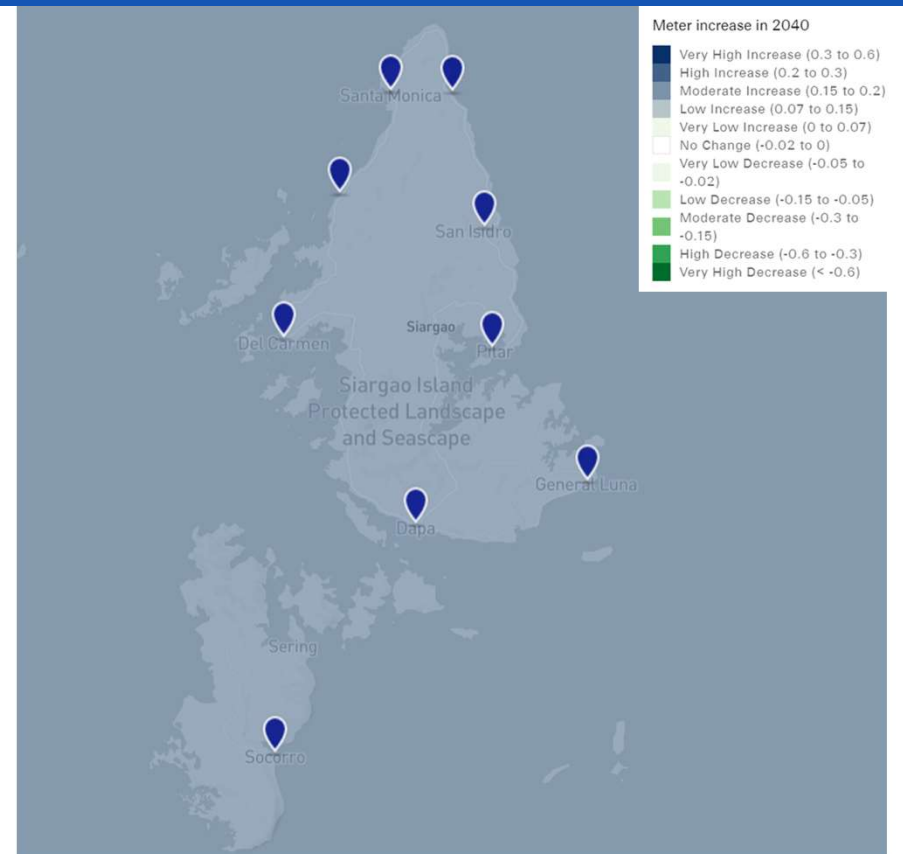 Meter increase in 2040
Very High Increase (0.3 to 0.6)
High Increase (0.2 to 0.3)
Moderate Increase (0.15 to 0.2)
Low Increase (0.07 to 0.15)
Very Low Increase (0 to 0.07)
No Change (-0.02 to 0)
Very Low Decrease (-0.05 to
-0.02)
Low Decrease (-0.15 to -0.05)
Moderate Decrease (-0.3 to
-0.15)
High Decrease (-0.6 to -0.3)
Very High Decrease (< -0.6)
Santa Monica
San Isidro
Siargao
Del Carmen
Pilar
Siargao Island
Protected Landscape
and Seascape
General Luna
Dapa
Sering
Socorro